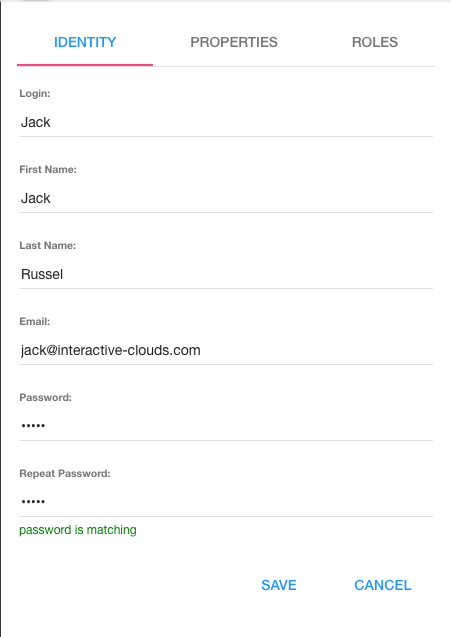 IDENTITY PROPERTIES ROLES
Login:
Jack
First Name:
Jack
Last Name:
Russel
Email:
jack@interactive-clouds.com
Password:
•••••
Repeat Password:
•••••
password is matching
SAVE CANCEL